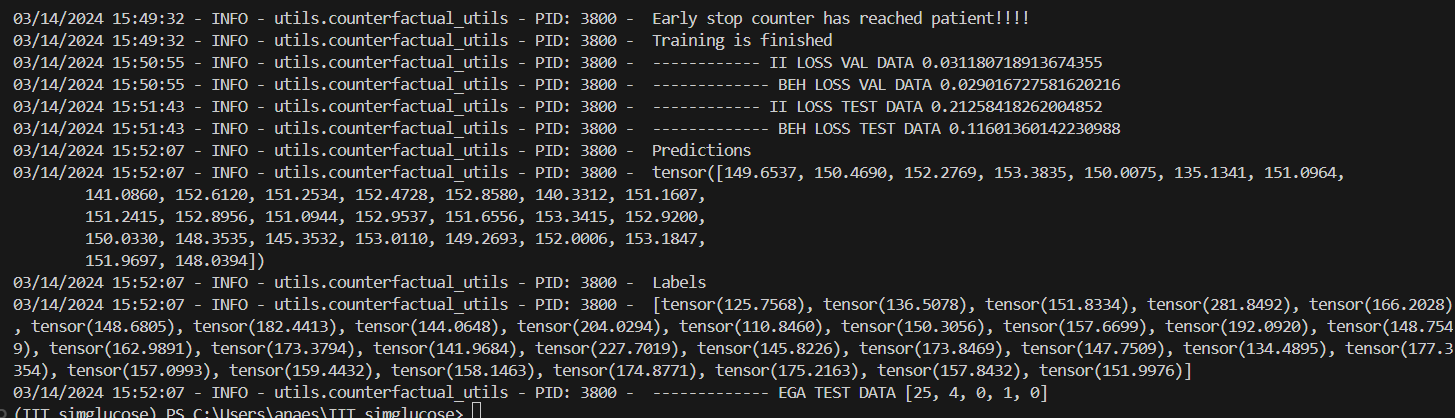 03/14/2024 15:49:32 - INFO - utils.counterfactual_utils - PID: 3800 -  Early stop counter has reached patient!!!!
03/14/2024 15:49:32 - INFO - utils.counterfactual_utils - PID: 3800 -  Training is finished
03/14/2024 15:50:55 - INFO - utils.counterfactual_utils - PID: 3800 -  ------------ II LOSS VAL DATA 0.031180718913674355
03/14/2024 15:50:55 - INFO - utils.counterfactual_utils - PID: 3800 -  ------------- BEH LOSS VAL DATA 0.029016727581620216
03/14/2024 15:51:43 - INFO - utils.counterfactual_utils - PID: 3800 -  ------------ II LOSS TEST DATA 0.21258418262004852
03/14/2024 15:51:43 - INFO - utils.counterfactual_utils - PID: 3800 -  ------------- BEH LOSS TEST DATA 0.11601360142230988
03/14/2024 15:52:07 - INFO - utils.counterfactual_utils - PID: 3800 -  Predictions
03/14/2024 15:52:07 - INFO - utils.counterfactual_utils - PID: 3800 -  tensor([149.6537, 150.4690, 152.2769, 153.3835, 150.0075, 135.1341, 151.0964,
141.0860, 152.6120, 151.2534, 152.4728, 152.8580, 140.3312, 151.1607,
151.2415, 152.8956, 151.0944, 152.9537, 151.6556, 153.3415, 152.9200,
150.0330, 148.3535, 145.3532, 153.0110, 149.2693, 152.0006, 153.1847,
151.9697, 148.0394])
03/14/2024 15:52:07 - INFO - utils.counterfactual_utils - PID: 3800 -  Labels
03/14/2024 15:52:07 - INFO - utils.counterfactual_utils - PID: 3800 -  [tensor(125.7568), tensor(136.5078), tensor(151.8334), tensor(281.8492), tensor(166.2028)
, tensor(148.6805), tensor(182.4413), tensor(144.0648), tensor(204.0294), tensor(110.8460), tensor(150.3056), tensor(157.6699), tensor(192.0920), tensor(148.754
9), tensor(162.9891), tensor(173.3794), tensor(141.9684), tensor(227.7019), tensor(145.8226), tensor(173.8469), tensor(147.7509), tensor(134.4895), tensor(177.3
354), tensor(157.0993), tensor(159.4432), tensor(158.1463), tensor(174.8771), tensor(175.2163), tensor(157.8432), tensor(151.9976)]
03/14/2024 15:52:07 - INFO - utils.counterfactual_utils - PID: 3800 -  ------------- EGA TEST DATA [25, 4, 0, 1, 0]
(III_simglucose) PS C:\Users\anaes\III_simglucose>